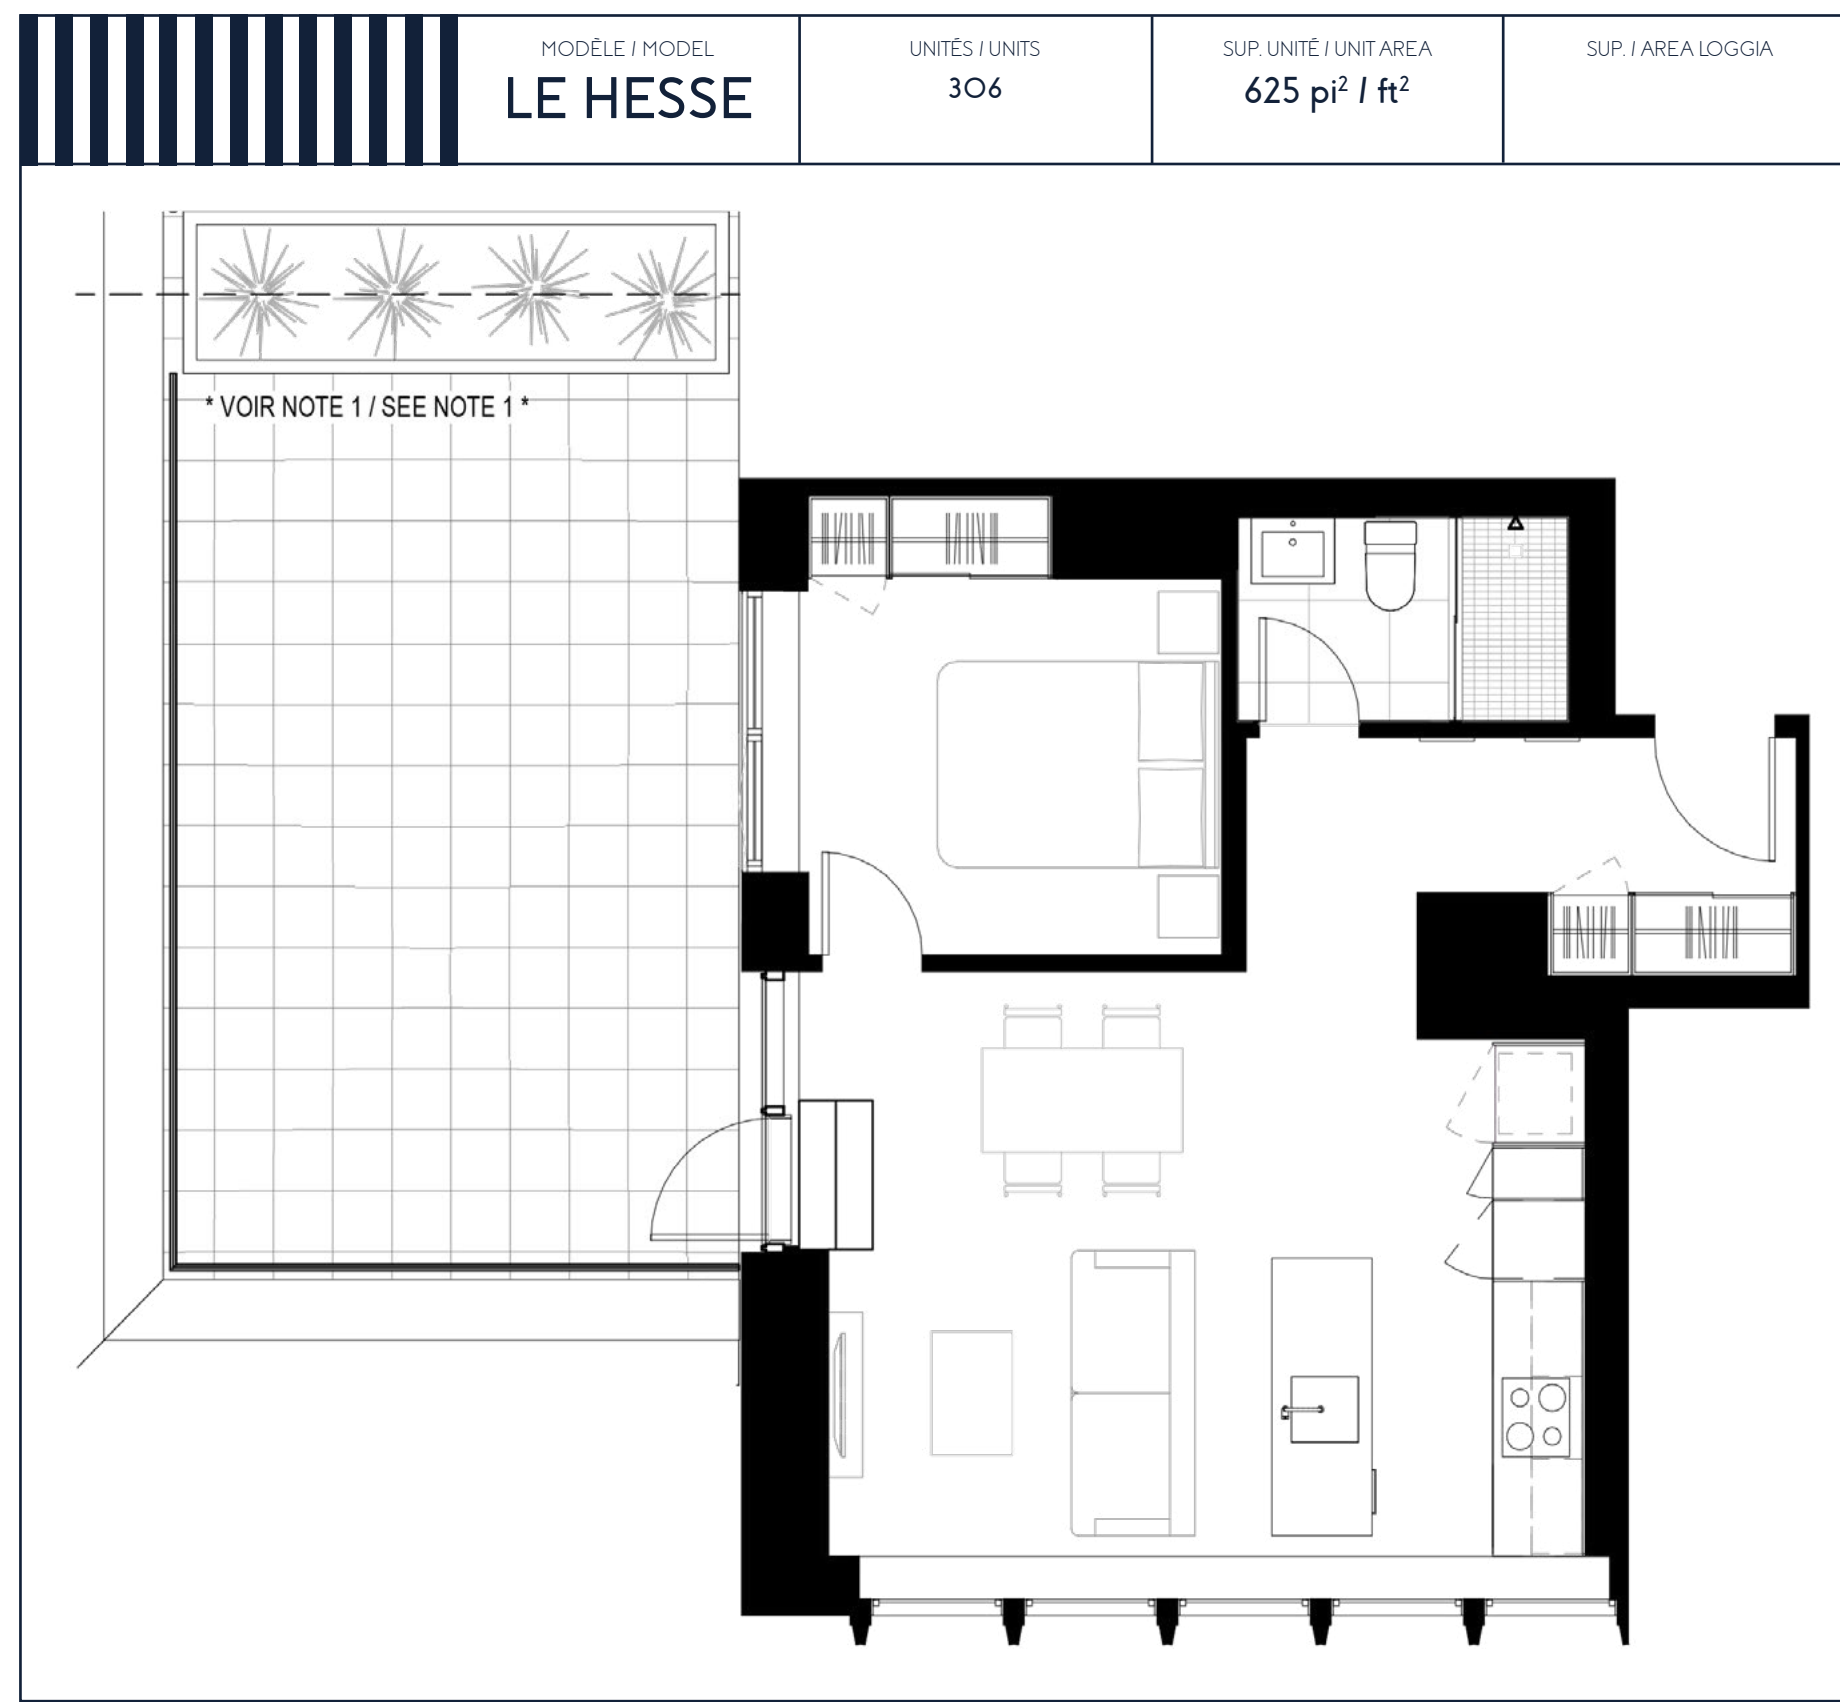 MODÈLE / MODEL
LE HESSE
UNITÉS / UNITS
306
SUP. UNITÉ / UNIT AREA
625 pi² / ft²
SUP. / AREA LOGGIA
* VOIR NOTE 1 / SEE NOTE 1 *